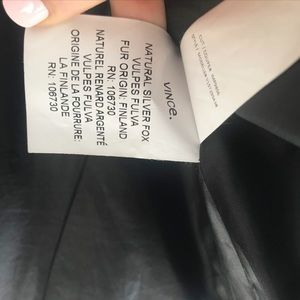 VINCE.
NATURAL SILVER FOX
VULPES FULVA
FUR ORIGIN: FINLAND
RN: 106730
NATUREL RENARD ARGENTÉ
VULPES FULVA
ORIGINE DE LA FOURRURE:
LA FINLANDE
RN: 106730